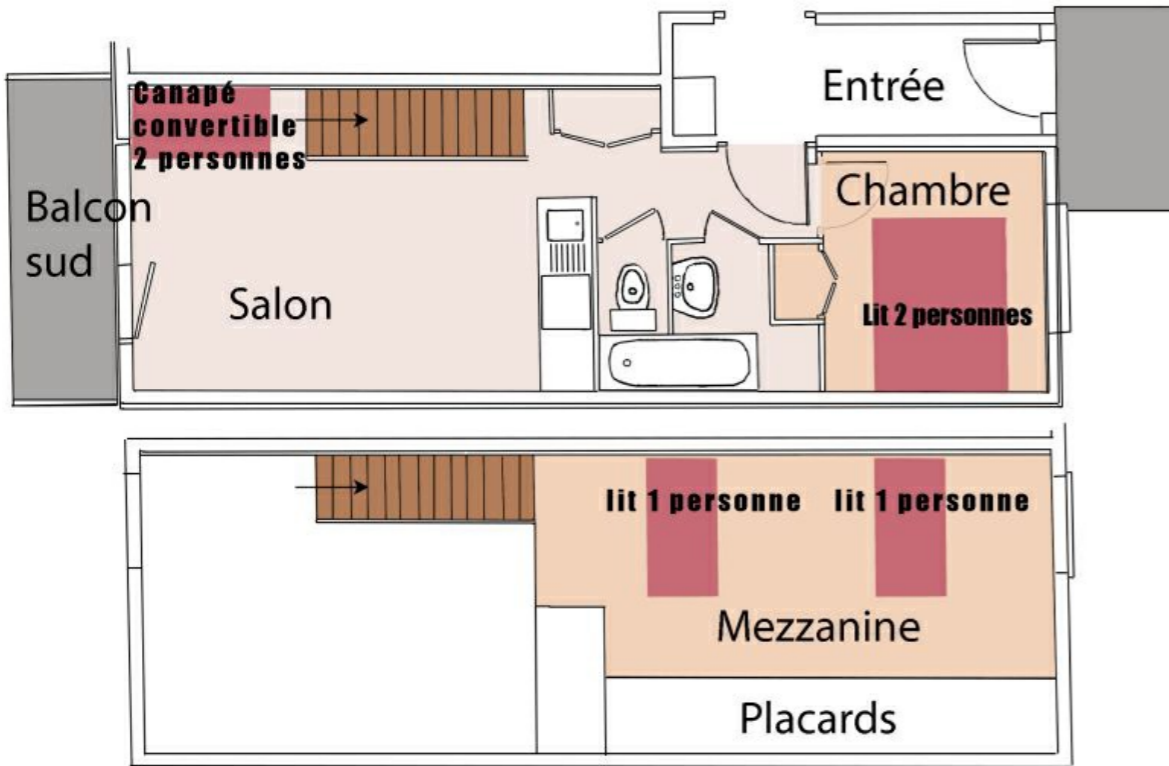 Entrée
Canapé
convertible
2 personnes
Chambre
Balcon
sud
Salon
Lit 2 personnes
lit 1 personne
lit 1 personne
Mezzanine
Placards